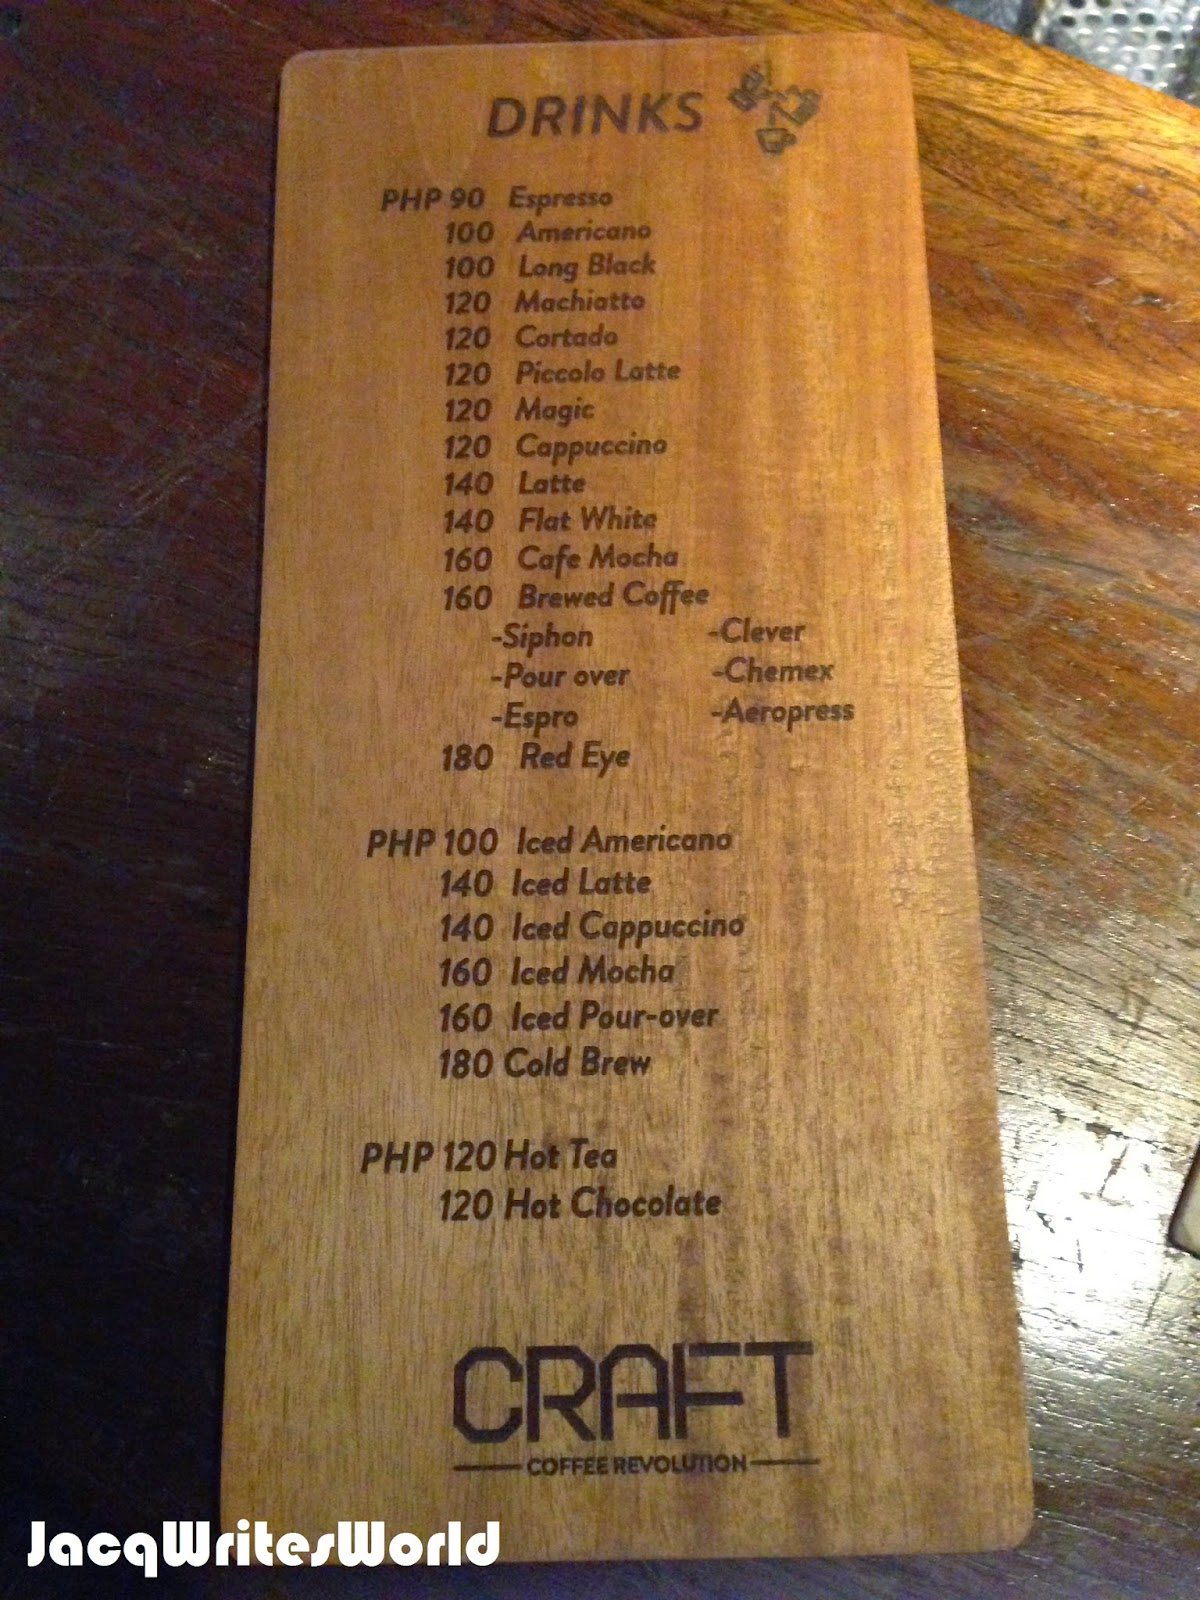 DRINKS
PHP 90 Espresso
100 Americano
100 Long Black
120 Machiatto
120 Cortado
120 Piccolo Latte
120 Magic
120 Cappuccino
140 Latte
140 Flat White
160 Cafe Mocha
160 Brewed Coffee
-Siphon -Clever
-Pour over -Chemex
-Espro -Aeropress
180 Red Eye
PHP 100 Iced Americano
140 Iced Latte
140 Iced Cappuccino
160 Iced Mocha
160 Iced Pour-over
180 Cold Brew
PHP 120 Hot Tea
120 Hot Chocolate
CRAFT
COFFEE REVOLUTION
JacqWritesWorld